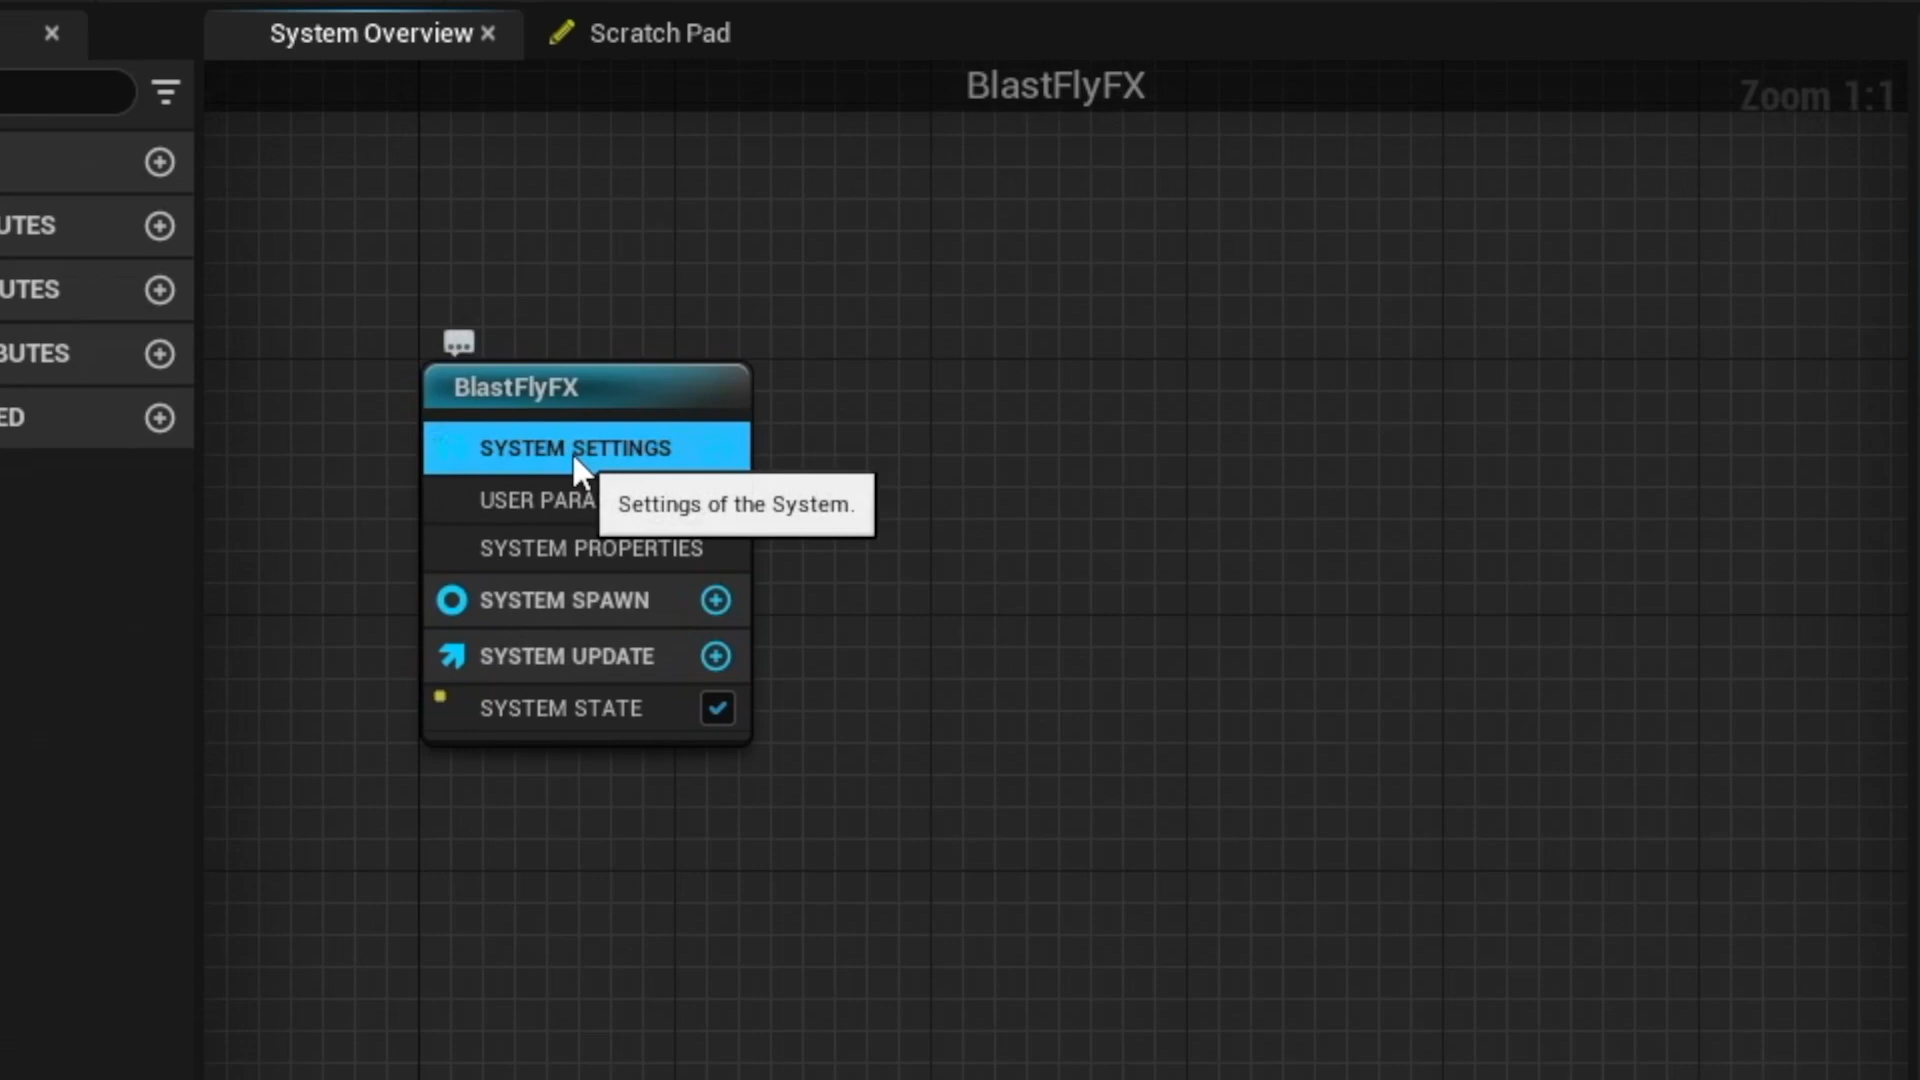 System Overview
Scratch Pad
BlastFlyFX
Zoom 1:1
UTES
UTES
BUTES
ED
BlastFlyFX
SYSTEM SETTINGS
USER PARA
Settings of the System.
SYSTEM PROPERTIES
SYSTEM SPAWN
SYSTEM UPDATE
SYSTEM STATE